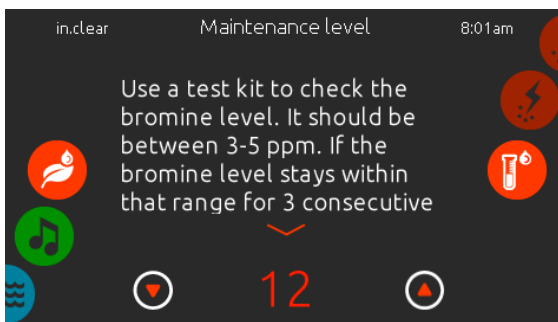 in.clear Maintenance level 8:01am
Use a test kit to check the
bromine level. It should be
between 3-5 ppm. If the
bromine level stays within
that range for 3 consecutive
12